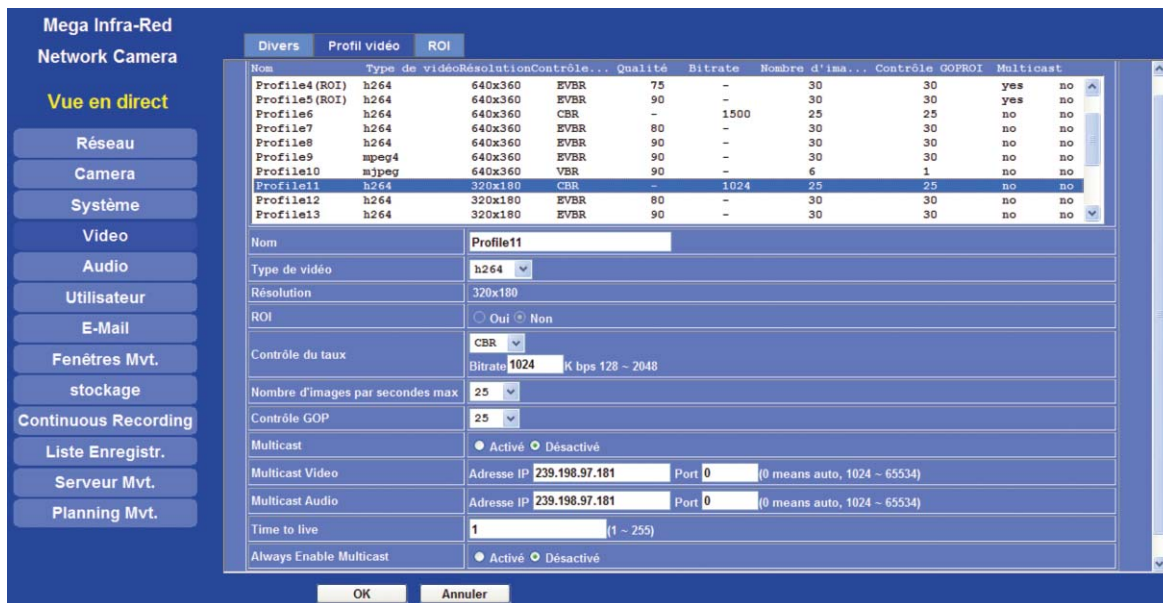 Mega Infra-Red
Network Camera
Vue en direct
Réseau
Camera
Système
Video
Audio
Utilisateur
E-Mail
Fenêtres Mvt.
stockage
Continuous Recording
Liste Enregistr.
Serveur Mvt.
Planning Mvt.
Divers Profil vidéo ROI
Nom Type de vidéoRésolutionContrôle... Qualité Bitrate Nombre d'ima... Contrôle GOPROI Multicast
Profile4(ROI) h264 640x360 EVBR 75 - 30 30 yes no
Profile5(ROI) h264 640x360 EVBR 90 - 30 30 yes no
Profile6 h264 640x360 CBR - 1500 25 25 no no
Profile7 h264 640x360 EVBR 80 - 30 30 no no
Profile8 h264 640x360 EVBR 90 - 30 30 no no
Profile9 mpeg4 640x360 EVBR 90 - 30 30 no no
Profile10 mjpeg 640x360 VBR 90 - 6 1 no no
Profile11 h264 320x180 CBR - 1024 25 25 no no
Profile12 h264 320x180 EVBR 80 - 30 30 no no
Profile13 h264 320x180 EVBR 90 - 30 30 no no
Nom Profile11
Type de vidéo h264
Résolution 320x180
ROI Oui Non
Contrôle du taux CBR
Bitrate 1024 K bps 128 ~ 2048
Nombre d'images par secondes max 25
Contrôle GOP 25
Multicast Activé Désactivé
Multicast Video Adresse IP 239.198.97.181 Port 0 (0 means auto, 1024 ~ 65534)
Multicast Audio Adresse IP 239.198.97.181 Port 0 (0 means auto, 1024 ~ 65534)
Time to live 1 (1 ~ 255)
Always Enable Multicast Activé Désactivé
OK Annuler